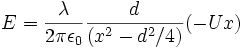 E = \frac{\lambda}{2\pi\epsilon_0} \frac{d}{(x^2 - d^2/4)} (-Ux)